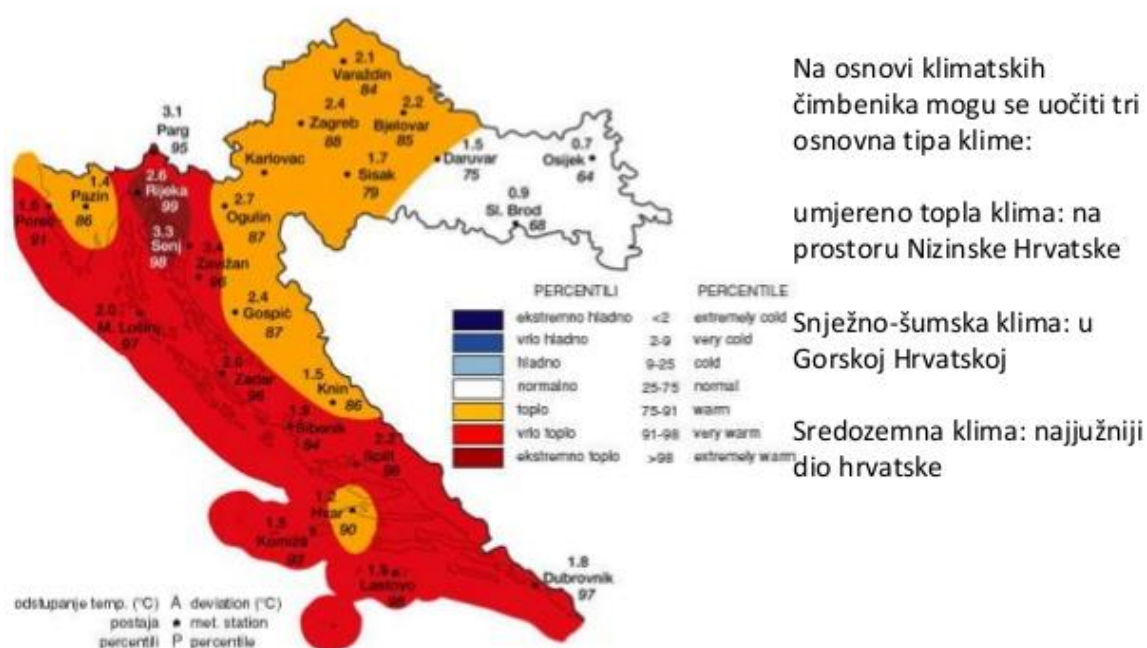 2.1
Varaždin
84
2.4
Zagreb
88
2.2
Bjelovar
85
3.1
Parg
95
Karlovac
1.7
Sisak
79
1.5
Daruvar
75
0.7
Osijek
64
0.9
Sl. Brod
68
1.4
Pazin
86
2.6
Rijeka
99
2.7
Ogulin
87
Poreč
91
3.3
Senj
98
3.4
Zavižan
96
2.4
Gospić
87
2.0
M. Lošinj
97
Zadar
1.5
Knin
86
1.9
Šibenik
94
Split
Hvar
90
Komiža
97
Lastovo
1.8
Dubrovnik
97
PERCENTILI PERCENTILE
ekstremno hladno <2 extremely cold
vrlo hladno 2-9 very cold
hladno 9-25 cold
normalno 25-75 normal
toplo 75-91 warm
vrlo toplo 91-98 very warm
ekstremno toplo >98 extremely warm
odstupanje temp. (°C) A deviation (°C)
postaja • met. station
percentili P percentile
Na osnovi klimatskih
čimbenika mogu se uočiti tri
osnovna tipa klime:
umjereno topla klima: na
prostoru Nizinske Hrvatske
Snježno-šumska klima: u
Gorskoj Hrvatskoj
Sredozemna klima: najjužniji
dio hrvatske